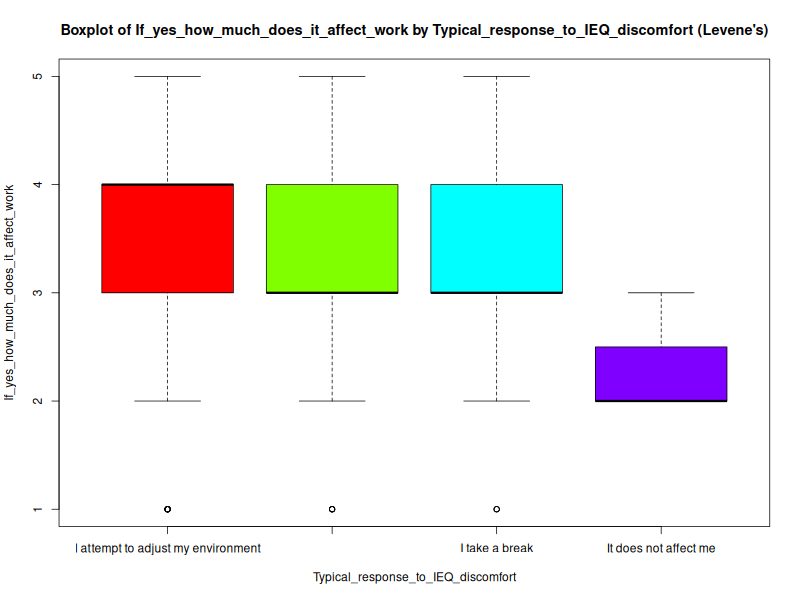 Boxplot of If_yes_how_much_does_it_affect_work by Typical_response_to_IEQ_discomfort (Levene's)
If_yes_how_much_does_it_affect_work
5
4
3
2
1
I attempt to adjust my environment
I take a break
It does not affect me
Typical_response_to_IEQ_discomfort